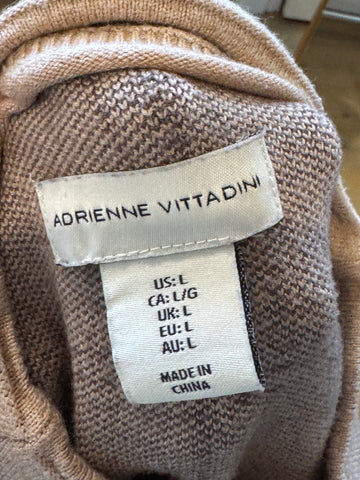 ADRIENNE VITTADINI
US: L
CA: L/G
UK: L
EU: L
AU: L
MADE IN
CHINA